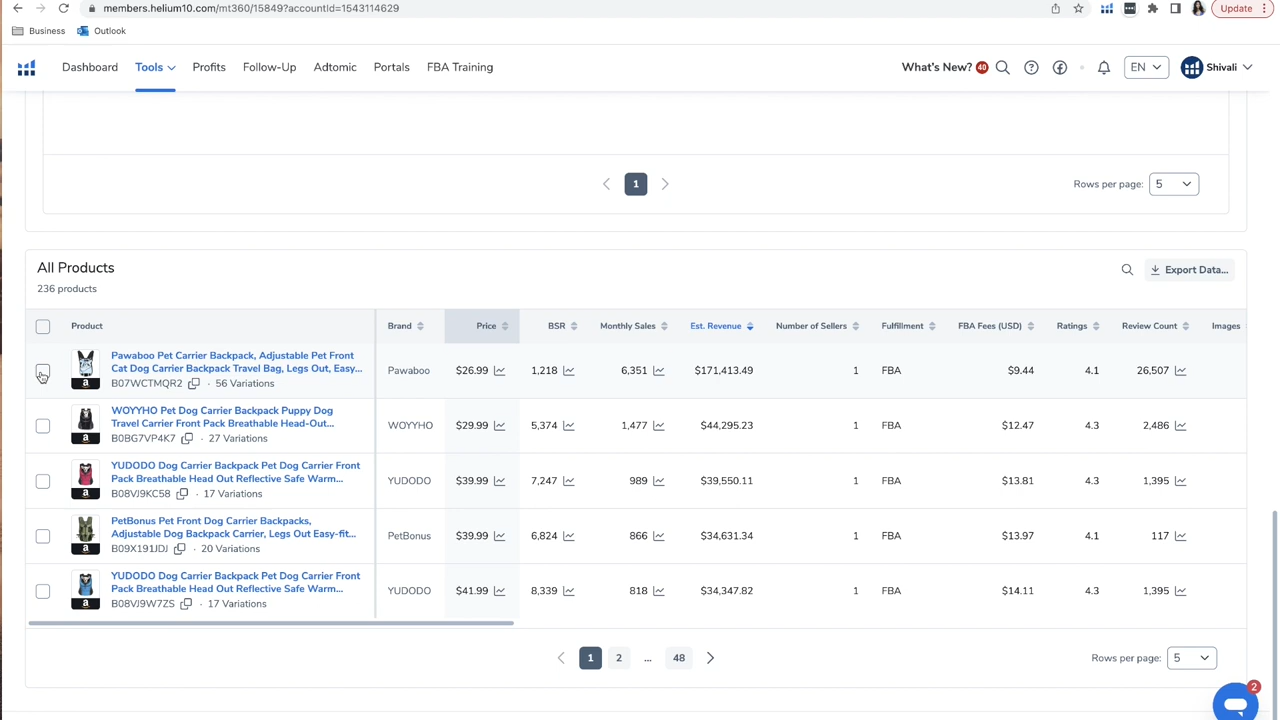 members.helium10.com/mt360/15849?accountId=1543114629
Update
Business Outlook
Dashboard Tools Profits Follow-Up Adtomic Portals FBA Training What's New? 40 EN Shivali
1 Rows per page: 5
All Products
236 products
Export Data...
Product Brand Price BSR Monthly Sales Est. Revenue Number of Sellers Fulfillment FBA Fees (USD) Ratings Review Count Images
Pawaboo Pet Carrier Backpack, Adjustable Pet Front
Cat Dog Carrier Backpack Travel Bag, Legs Out, Easy...
a B07WCTMQR2 · 56 Variations
Pawaboo $26.99 1,218 6,351 $171,413.49 1 FBA $9.44 4.1 26,507
WOYYHO Pet Dog Carrier Backpack Puppy Dog
Travel Carrier Front Pack Breathable Head-Out...
a B0BG7VP4K7 · 27 Variations
WOYYHO $29.99 5,374 1,477 $44,295.23 1 FBA $12.47 4.3 2,486
YUDODO Dog Carrier Backpack Pet Dog Carrier Front
Pack Breathable Head Out Reflective Safe Warm...
a B08VJ9KC58 · 17 Variations
YUDODO $39.99 7,247 989 $39,550.11 1 FBA $13.81 4.3 1,395
PetBonus Pet Front Dog Carrier Backpacks,
Adjustable Dog Backpack Carrier, Legs Out Easy-fit...
a B09X191JDJ · 20 Variations
PetBonus $39.99 6,824 866 $34,631.34 1 FBA $13.97 4.1 117
YUDODO Dog Carrier Backpack Pet Dog Carrier Front
Pack Breathable Head Out Reflective Safe Warm...
a B08VJ9W7ZS · 17 Variations
YUDODO $41.99 8,339 818 $34,347.82 1 FBA $14.11 4.3 1,395
1 2 ... 48 Rows per page: 5
2